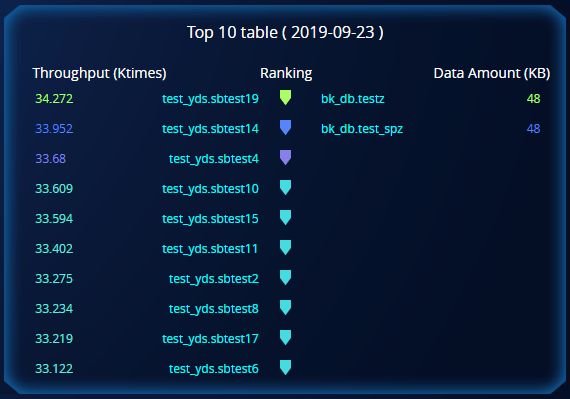 Top 10 table ( 2019-09-23 )
Throughput (Ktimes) Ranking Data Amount (KB)
34.272 test_yds.sbtest19 bk_db.testz 48
33.952 test_yds.sbtest14 bk_db.test_spz 48
33.68 test_yds.sbtest4
33.609 test_yds.sbtest10
33.594 test_yds.sbtest15
33.402 test_yds.sbtest11
33.275 test_yds.sbtest2
33.234 test_yds.sbtest8
33.219 test_yds.sbtest17
33.122 test_yds.sbtest6